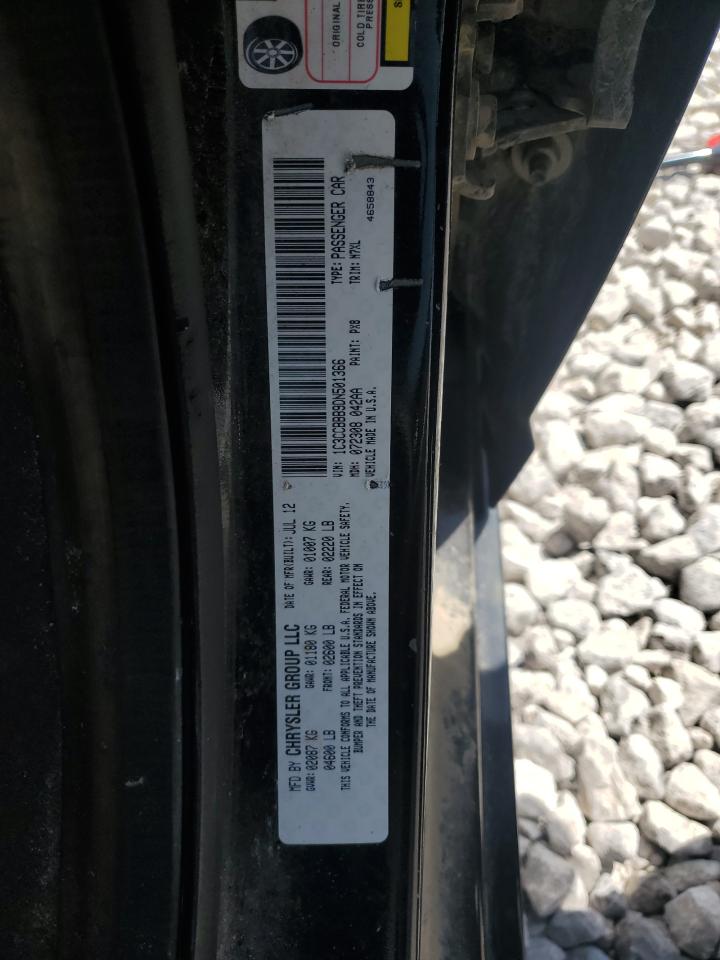 ORIGINAL
COLD TIRE
PRESS
MFD BY CHRYSLER GROUP LLC
DATE OF MFR(BUILT): JUL 12
GVWR: 02087 KG
GAWR: 01180 KG
GAWR: 01007 KG
04600 LB
FRONT: 02600 LB
REAR: 02220 LB
THIS VEHICLE CONFORMS TO ALL APPLICABLE U.S.A. FEDERAL MOTOR VEHICLE SAFETY,
BUMPER AND THEFT PREVENTION STANDARDS IN EFFECT ON
THE DATE OF MANUFACTURE SHOWN ABOVE.
VIN: 1C3CCBBB9DN501366
TYPE: PASSENGER CAR
MDH: 072308 042AA
PAINT: PX8
TRIM: M7XL
VEHICLE MADE IN U.S.A.
4658843